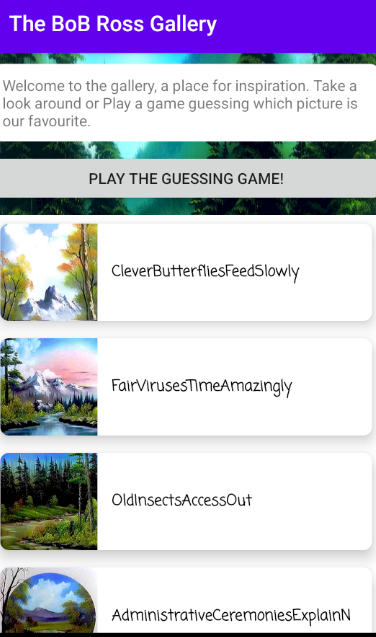 The BoB Ross Gallery
Welcome to the gallery, a place for inspiration. Take a
look around or Play a game guessing which picture is
our favourite.
PLAY THE GUESSING GAME!
CleverButterfliesFeedSlowly
FairVirusesTimeAmazingly
OldInsectsAccessOut
AdministrativeCeremoniesExplainN